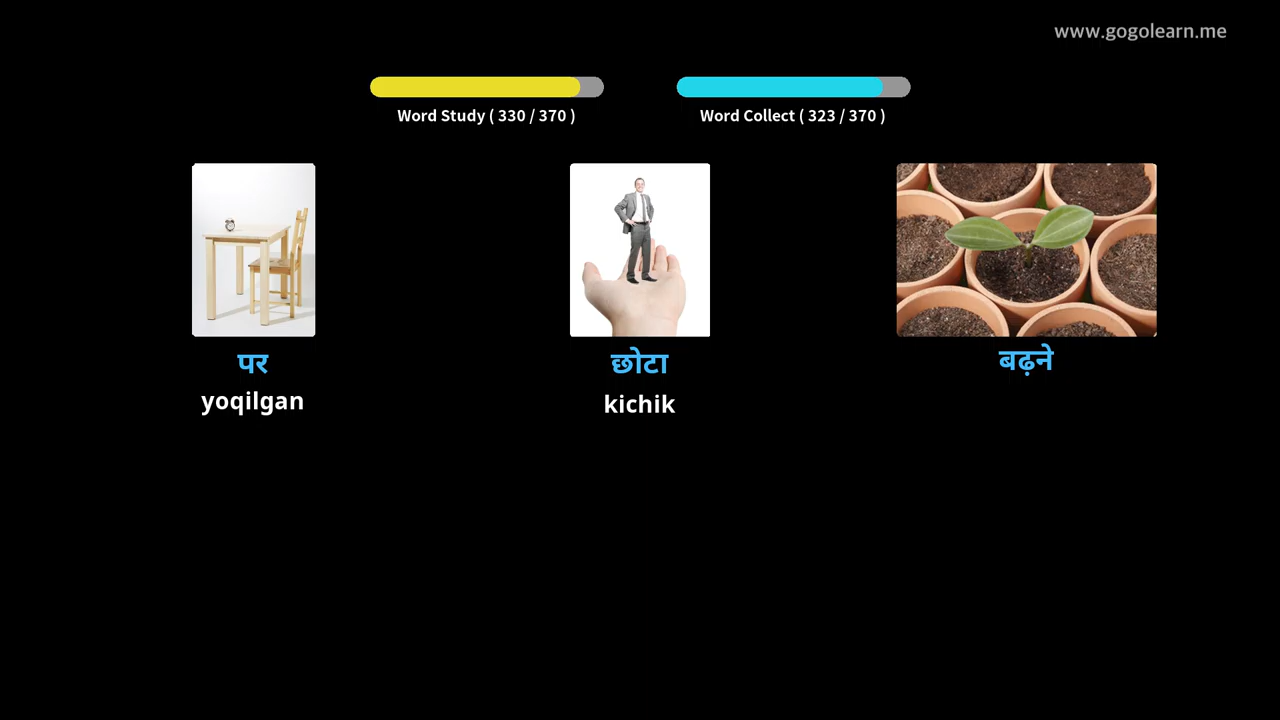 www.gogolearn.me
Word Study ( 330 / 370 )
Word Collect ( 323 / 370 )
पर
छोटा
बढ़ने
yoqilgan
kichik